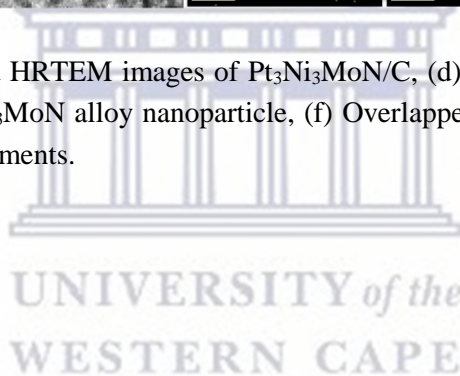 HRTEM images of Pt₃Ni₃MoN/C, (d)
₃MoN alloy nanoparticle, (f) Overlappe
ments.
UNIVERSITY of the
WESTERN CAPE